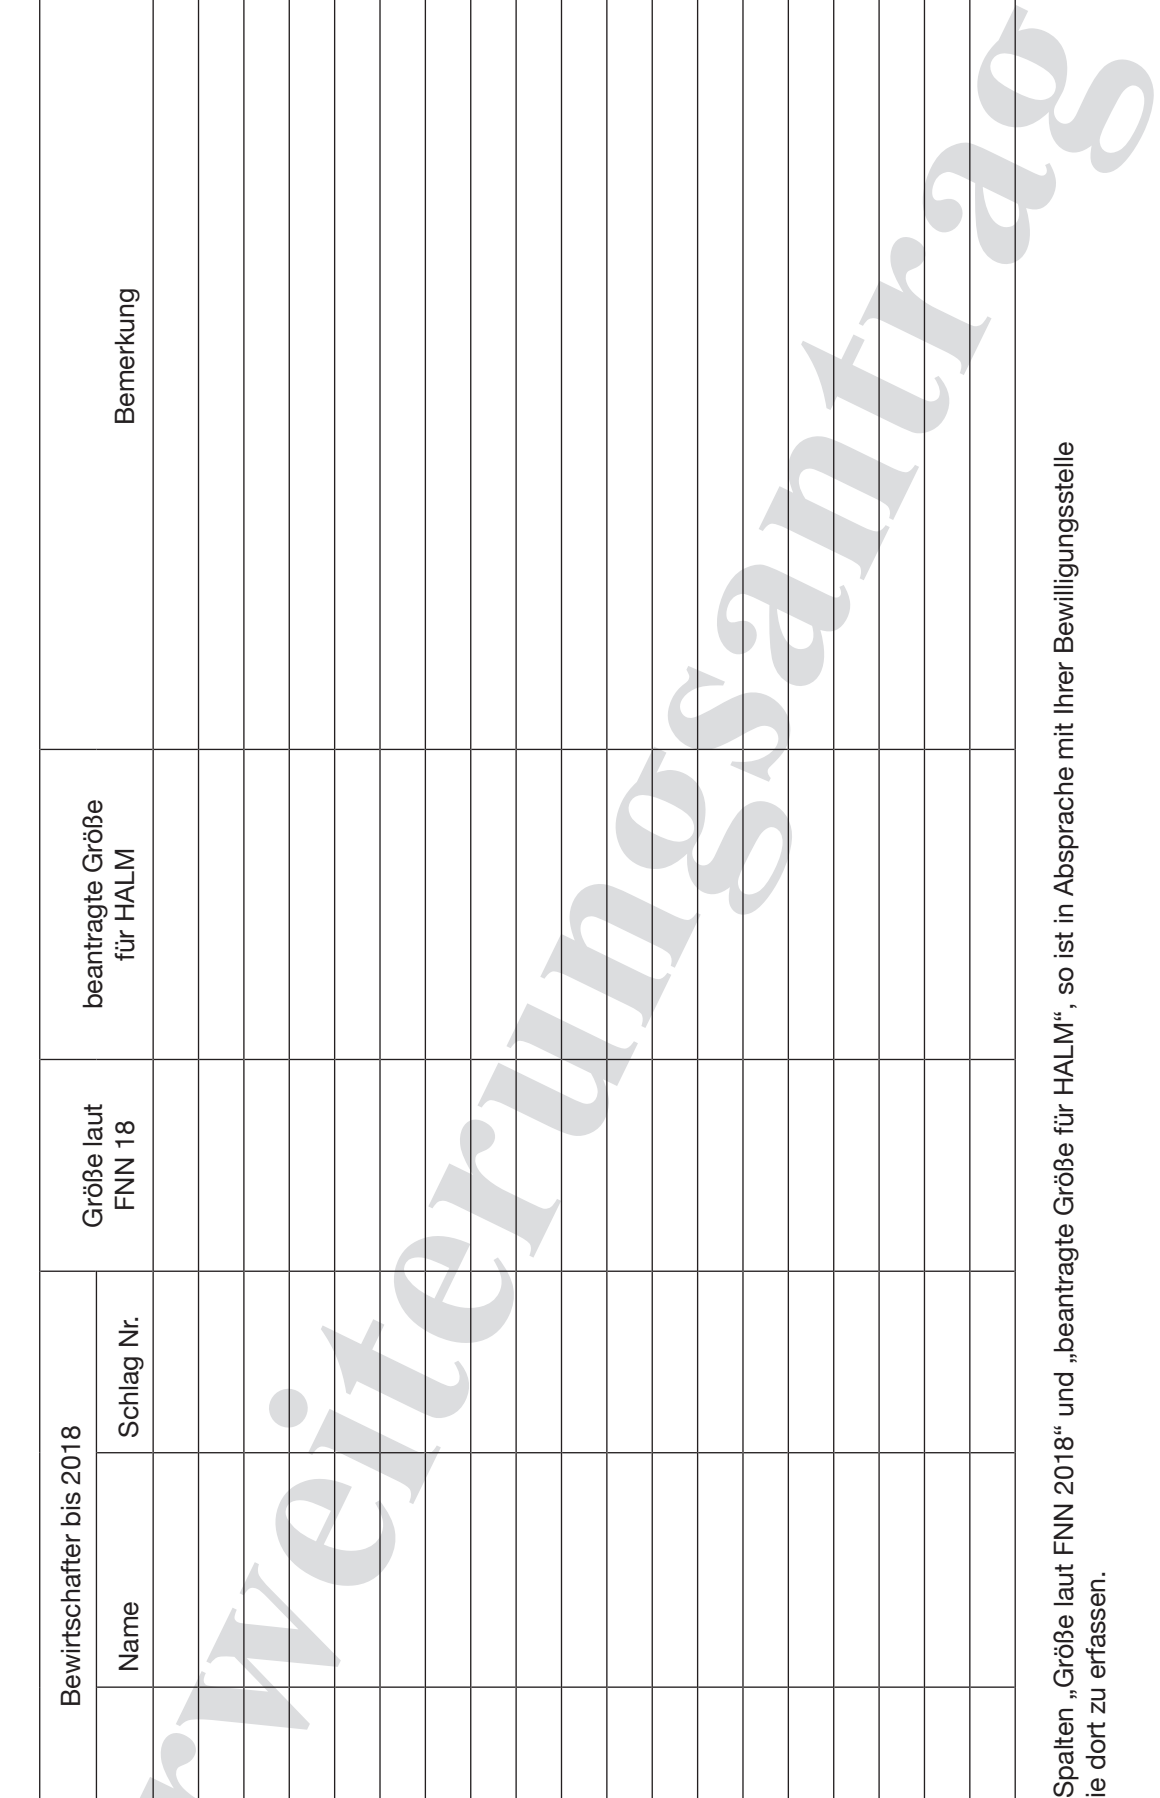 Bewirtschafter bis 2018
Name
Schlag Nr.
Größe laut
FNN 18
beantragte Größe
für HALM
Bemerkung
rweiterungsantrag
Spalten „Größe laut FNN 2018“ und „beantragte Größe für HALM“, so ist in Absprache mit Ihrer Bewilligungsstelle
ie dort zu erfassen.